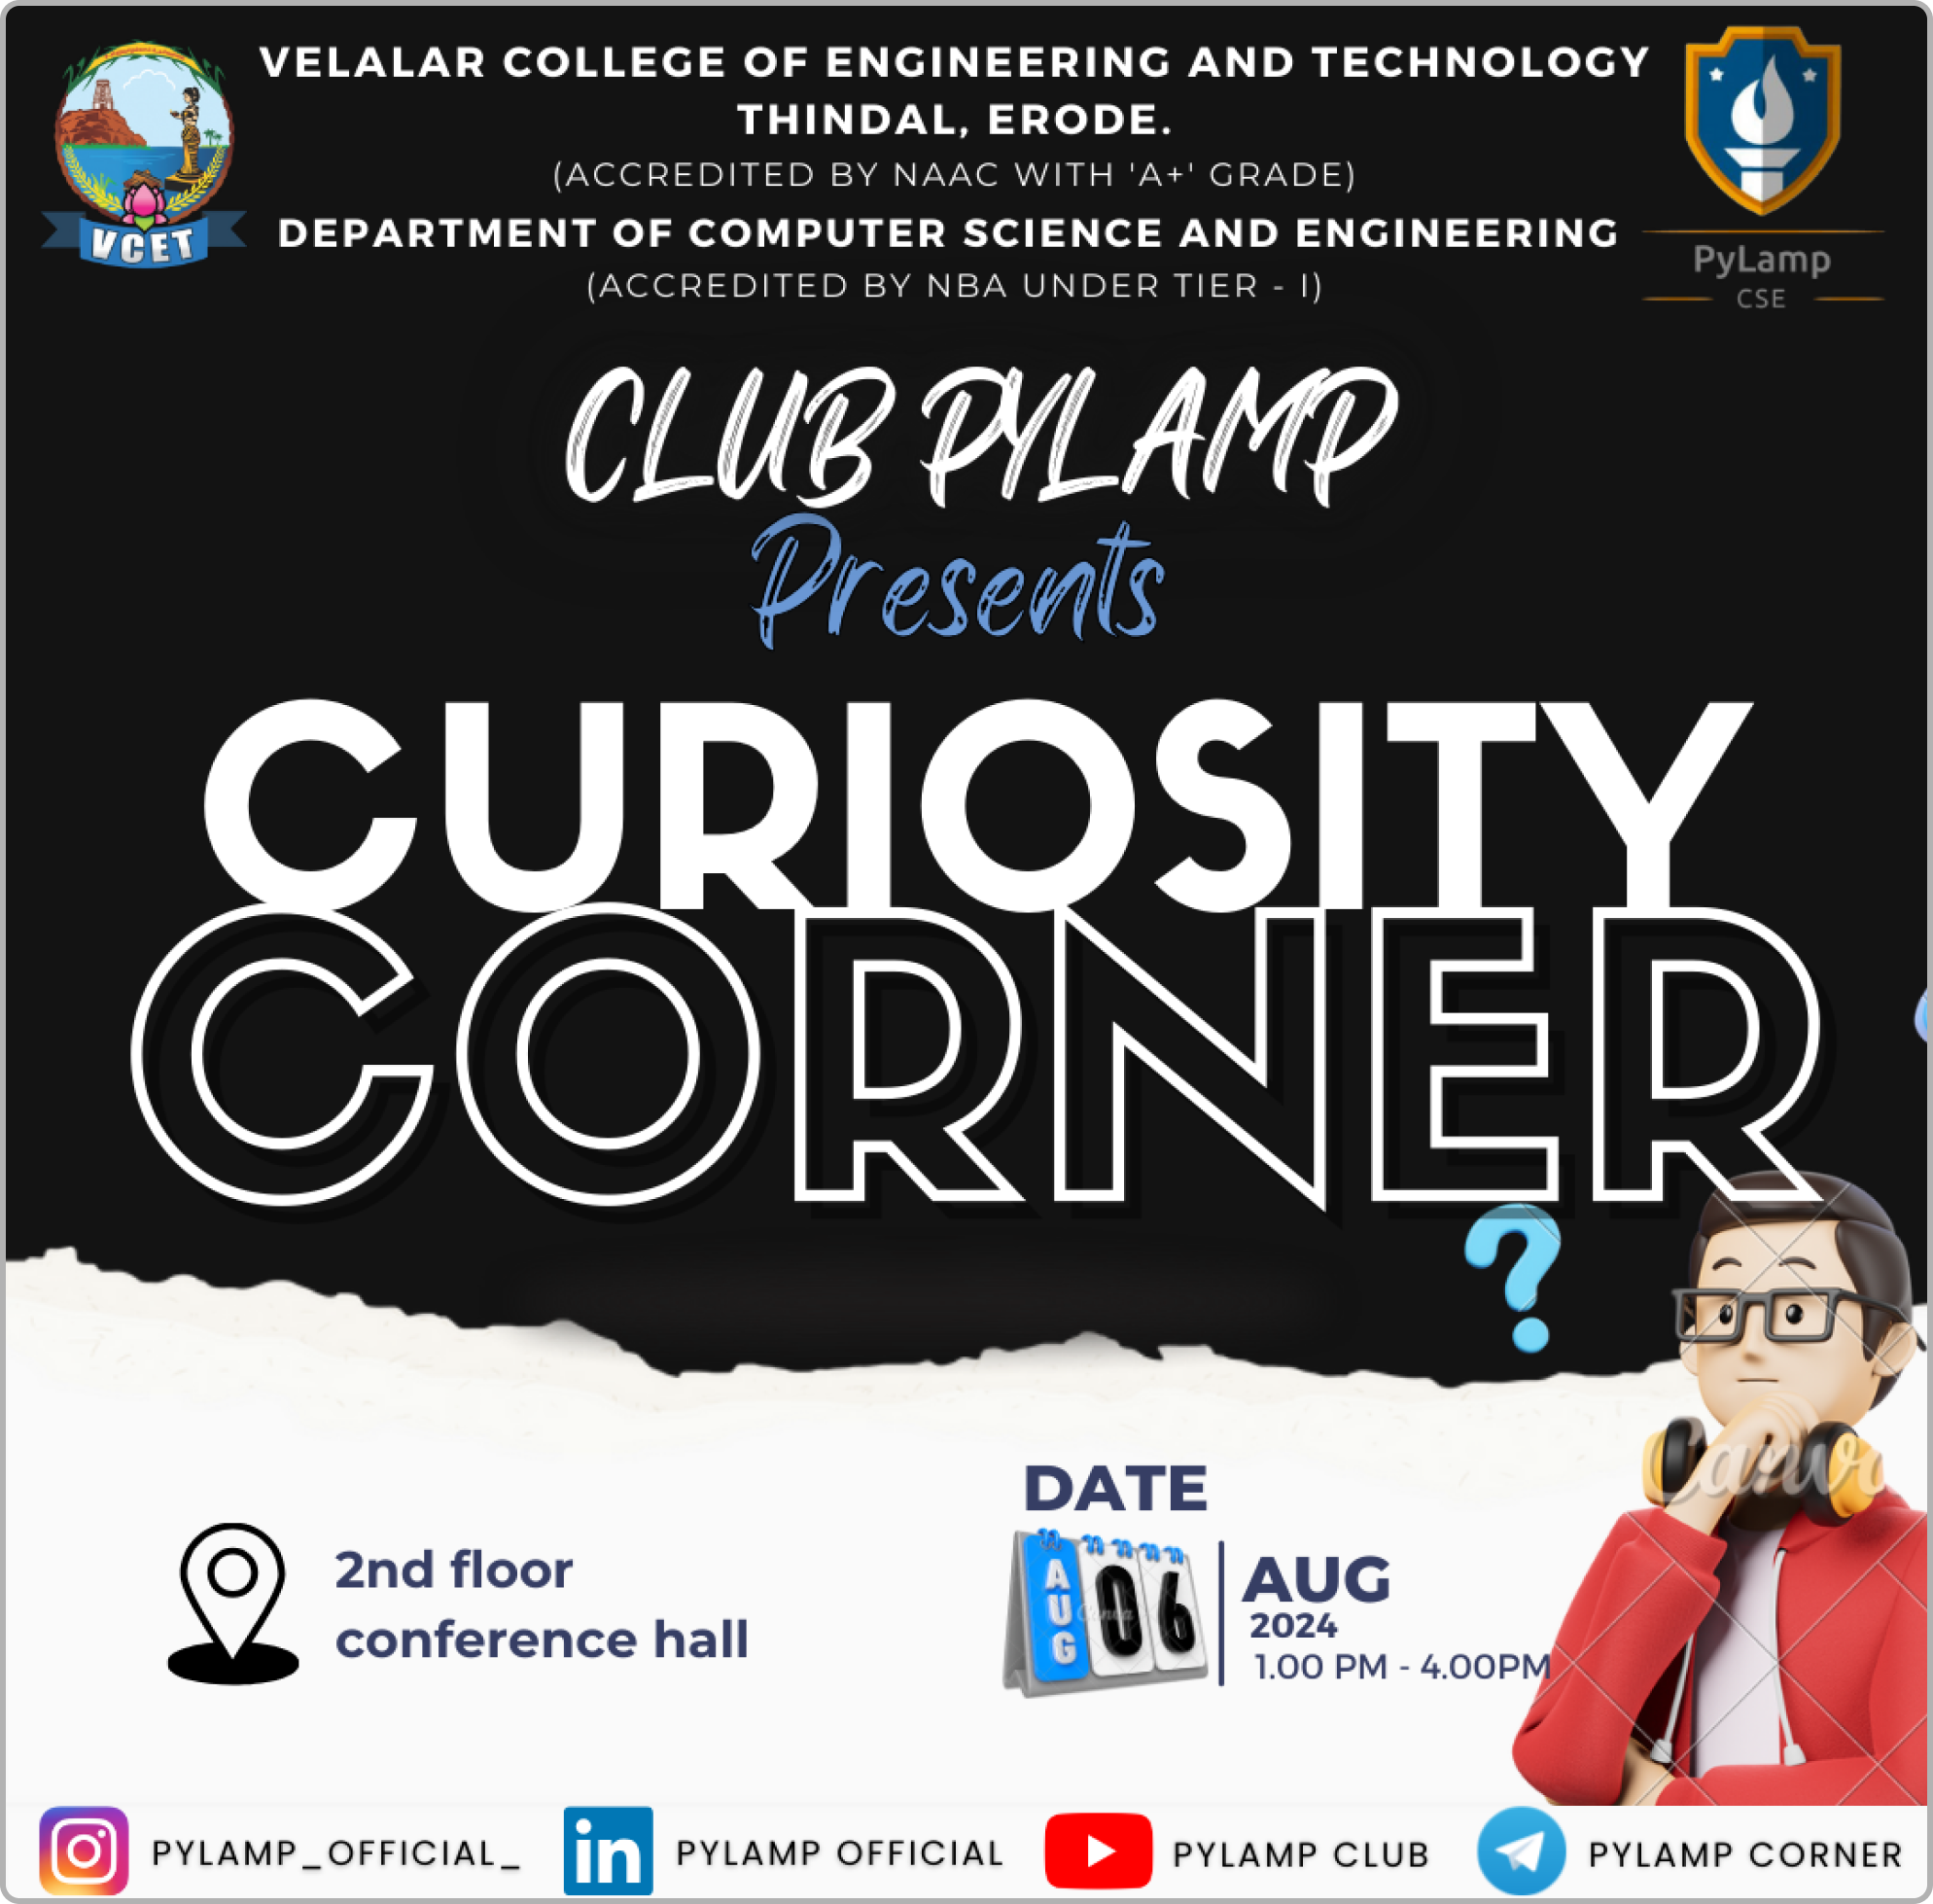 VELALAR COLLEGE OF ENGINEERING AND TECHNOLOGY
THINDAL, ERODE.
(ACCREDITED BY NAAC WITH 'A+' GRADE)
DEPARTMENT OF COMPUTER SCIENCE AND ENGINEERING
(ACCREDITED BY NBA UNDER TIER - I)
VCET
PyLamp
CSE
CLUB PYLAMP
Presents
CURIOSITY
CORNER
?
2nd floor
conference hall
DATE
AUG
06
AUG
2024
1.00 PM - 4.00PM
Canva
PYLAMP_OFFICIAL_
in
PYLAMP OFFICIAL
PYLAMP CLUB
PYLAMP CORNER